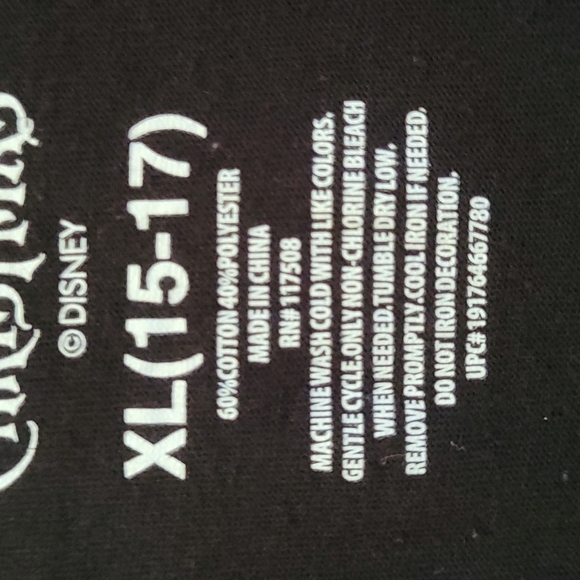 © DISNEY
XL(15-17)
60%COTTON 40%POLYESTER
MADE IN CHINA
RN# 117508
MACHINE WASH COLD WITH LIKE COLORS,
GENTLE CYCLE.ONLY NON-CHLORINE BLEACH
WHEN NEEDED.TUMBLE DRY LOW.
REMOVE PROMPTLY.COOL IRON IF NEEDED.
DO NOT IRON DECORATION.
UPC# 191764667780